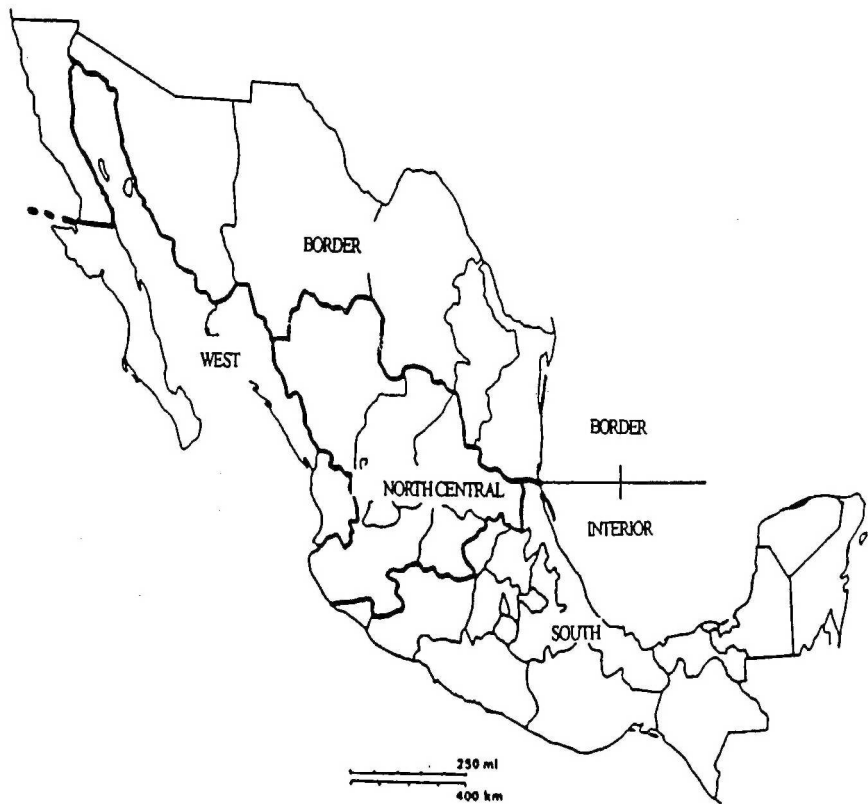 BORDER
WEST
BORDER
NORTH CENTRAL
INTERIOR
SOUTH
250 mi
400 km